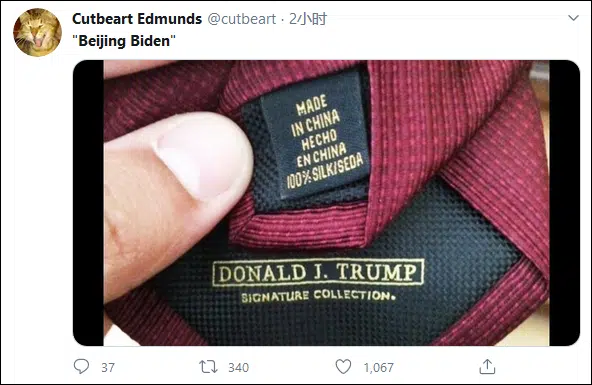 Cutbeart Edmunds @cutbeart · 2小时
"Beijing Biden"
MADE
IN CHINA
HECHO
EN CHINA
100% SILK/SEDA
DONALD J. TRUMP
SIGNATURE COLLECTION.
37 340 1,067